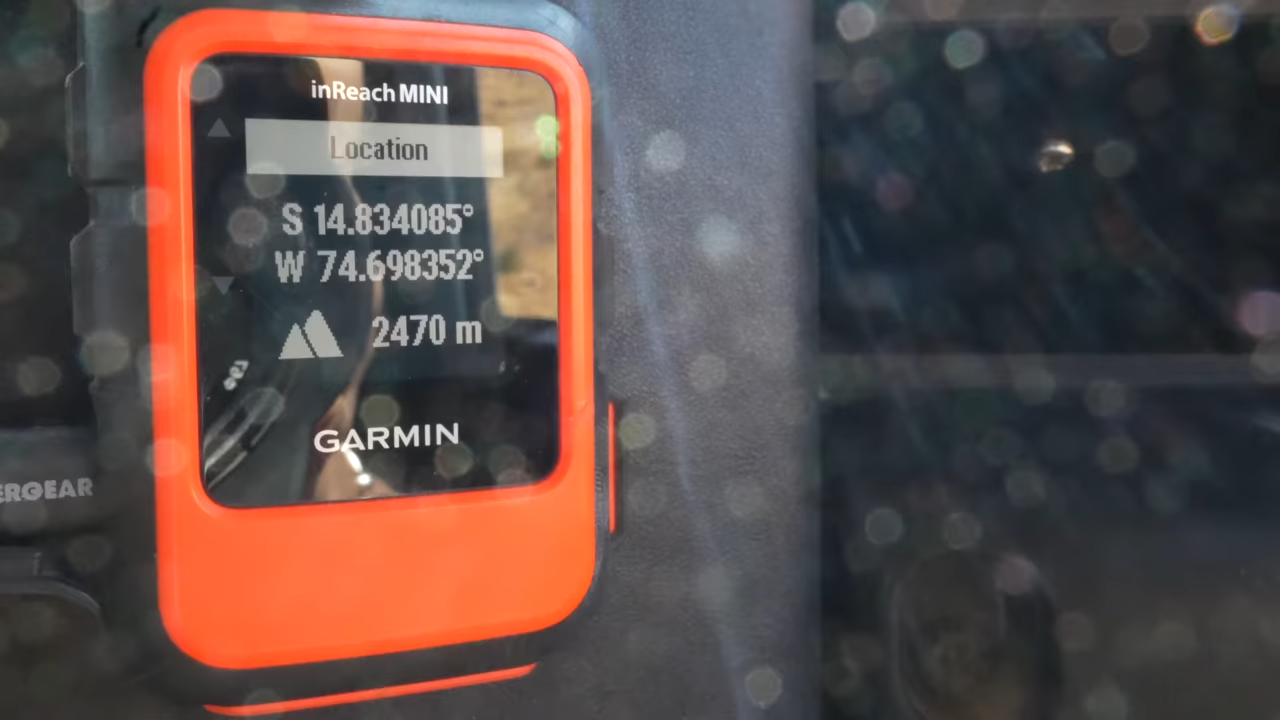 inReach MINI
Location
S 14.834085°
W 74.698352°
2470 m
GARMIN
ERGEAR